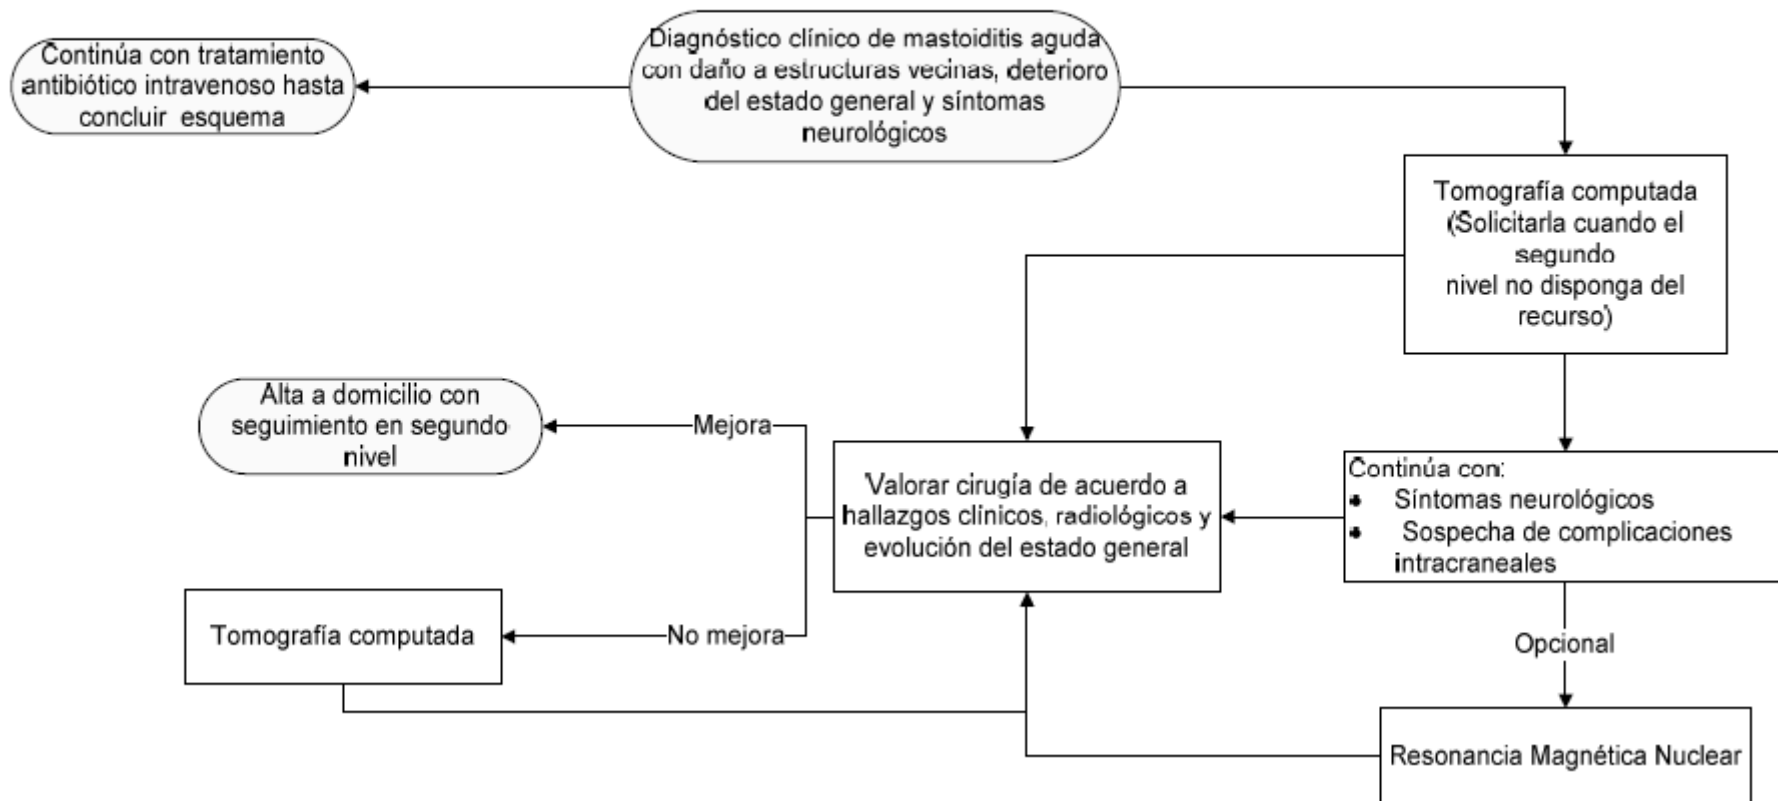 Continúa con tratamiento
antibiótico intravenoso hasta
concluir esquema
Diagnóstico clínico de mastoiditis aguda
con daño a estructuras vecinas, deterioro
del estado general y síntomas
neurológicos
Tomografía computada
(Solicitarla cuando el
segundo
nivel no disponga del
recurso)
Alta a domicilio con
seguimiento en segundo
nivel
Mejora
Valorar cirugía de acuerdo a
hallazgos clínicos, radiológicos y
evolución del estado general
Continúa con:
• Síntomas neurológicos
• Sospecha de complicaciones
intracraneales
Tomografía computada
No mejora
Opcional
Resonancia Magnética Nuclear